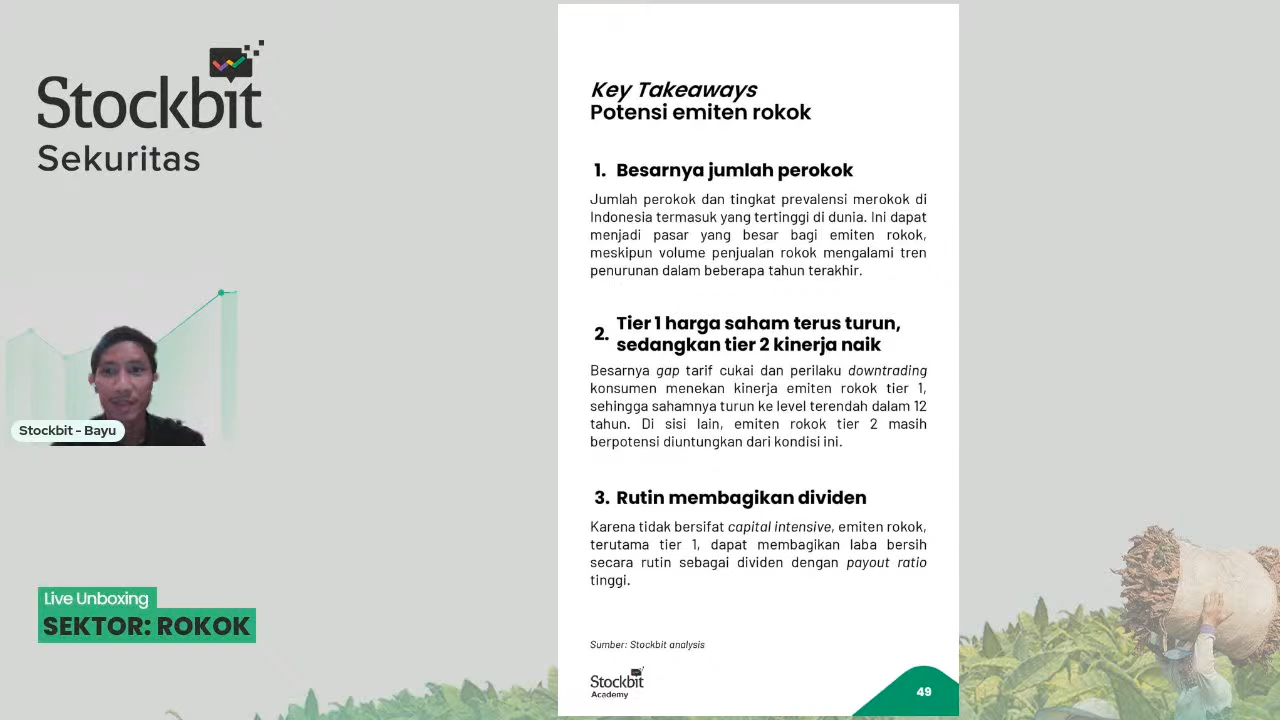 Stockbit
Sekuritas
Stockbit - Bayu
Live Unboxing
SEKTOR: ROKOK
Key Takeaways
Potensi emiten rokok
1. Besarnya jumlah perokok
Jumlah perokok dan tingkat prevalensi merokok di
Indonesia termasuk yang tertinggi di dunia. Ini dapat
menjadi pasar yang besar bagi emiten rokok,
meskipun volume penjualan rokok mengalami tren
penurunan dalam beberapa tahun terakhir.
2. Tier 1 harga saham terus turun,
sedangkan tier 2 kinerja naik
Besarnya gap tarif cukai dan perilaku downtrading
konsumen menekan kinerja emiten rokok tier 1,
sehingga sahamnya turun ke level terendah dalam 12
tahun. Di sisi lain, emiten rokok tier 2 masih
berpotensi diuntungkan dari kondisi ini.
3. Rutin membagikan dividen
Karena tidak bersifat capital intensive, emiten rokok,
terutama tier 1, dapat membagikan laba bersih
secara rutin sebagai dividen dengan payout ratio
tinggi.
Sumber: Stockbit analysis
Stockbit
Academy
49